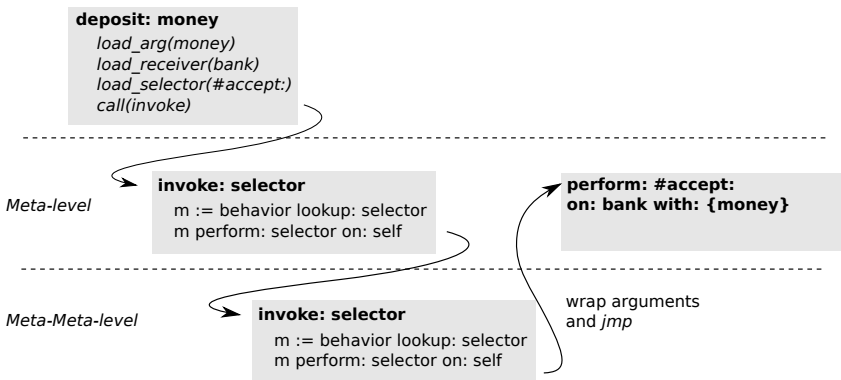 deposit: money
load_arg(money)
load_receiver(bank)
load_selector(#accept:)
call(invoke)
Meta-level
invoke: selector
m := behavior lookup: selector
m perform: selector on: self
perform: #accept:
on: bank with: {money}
Meta-Meta-level
invoke: selector
m := behavior lookup: selector
m perform: selector on: self
wrap arguments
and jmp